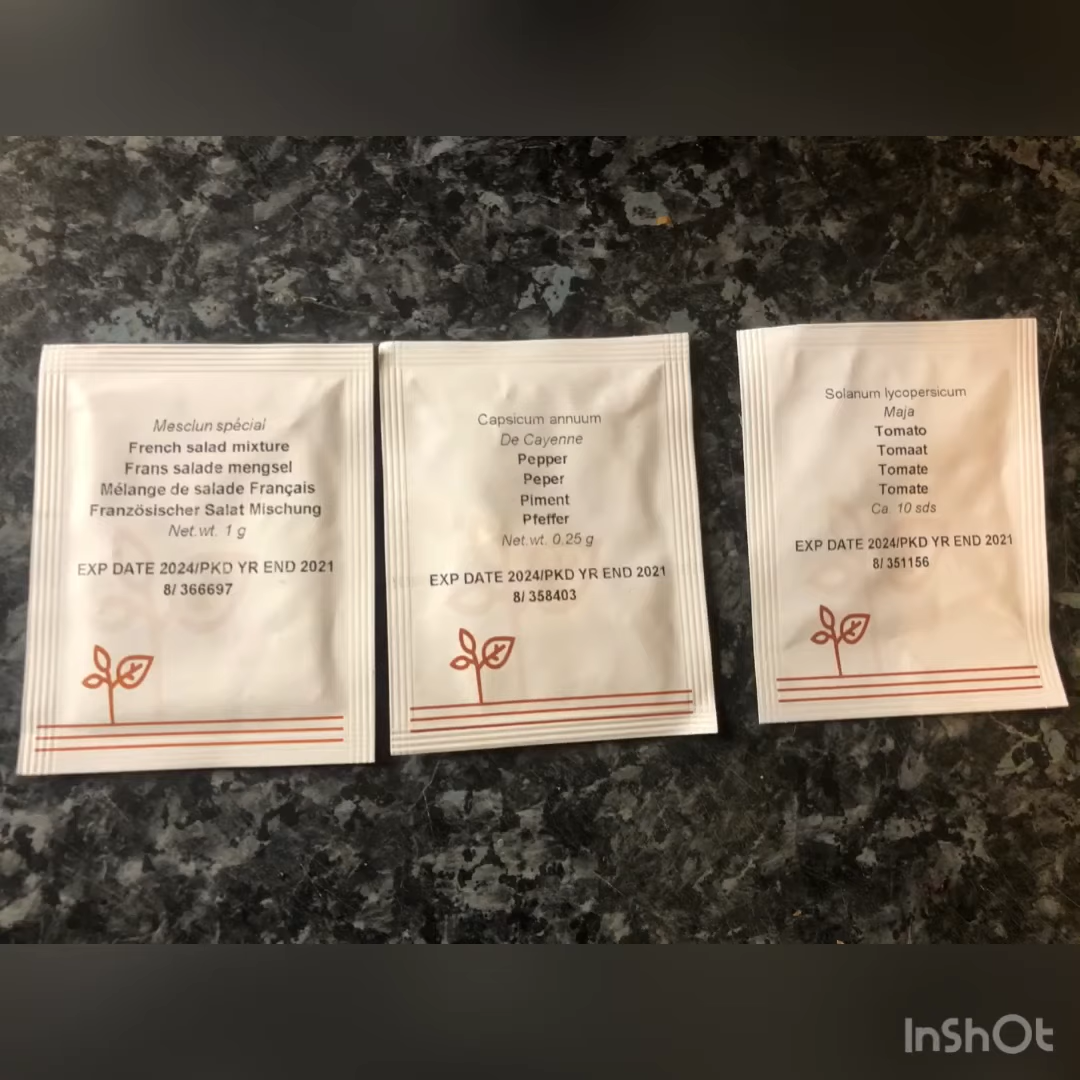 Mesclun spécial
French salad mixture
Frans salade mengsel
Mélange de salade Français
Französischer Salat Mischung
Net.wt. 1 g
EXP DATE 2024/PKD YR END 2021
8/ 366697
Capsicum annuum
De Cayenne
Pepper
Peper
Piment
Pfeffer
Net.wt. 0.25 g
EXP DATE 2024/PKD YR END 2021
8/ 358403
Solanum lycopersicum
Maja
Tomato
Tomaat
Tomate
Tomate
Ca. 10 sds
EXP DATE 2024/PKD YR END 2021
8/ 351156
InShOt